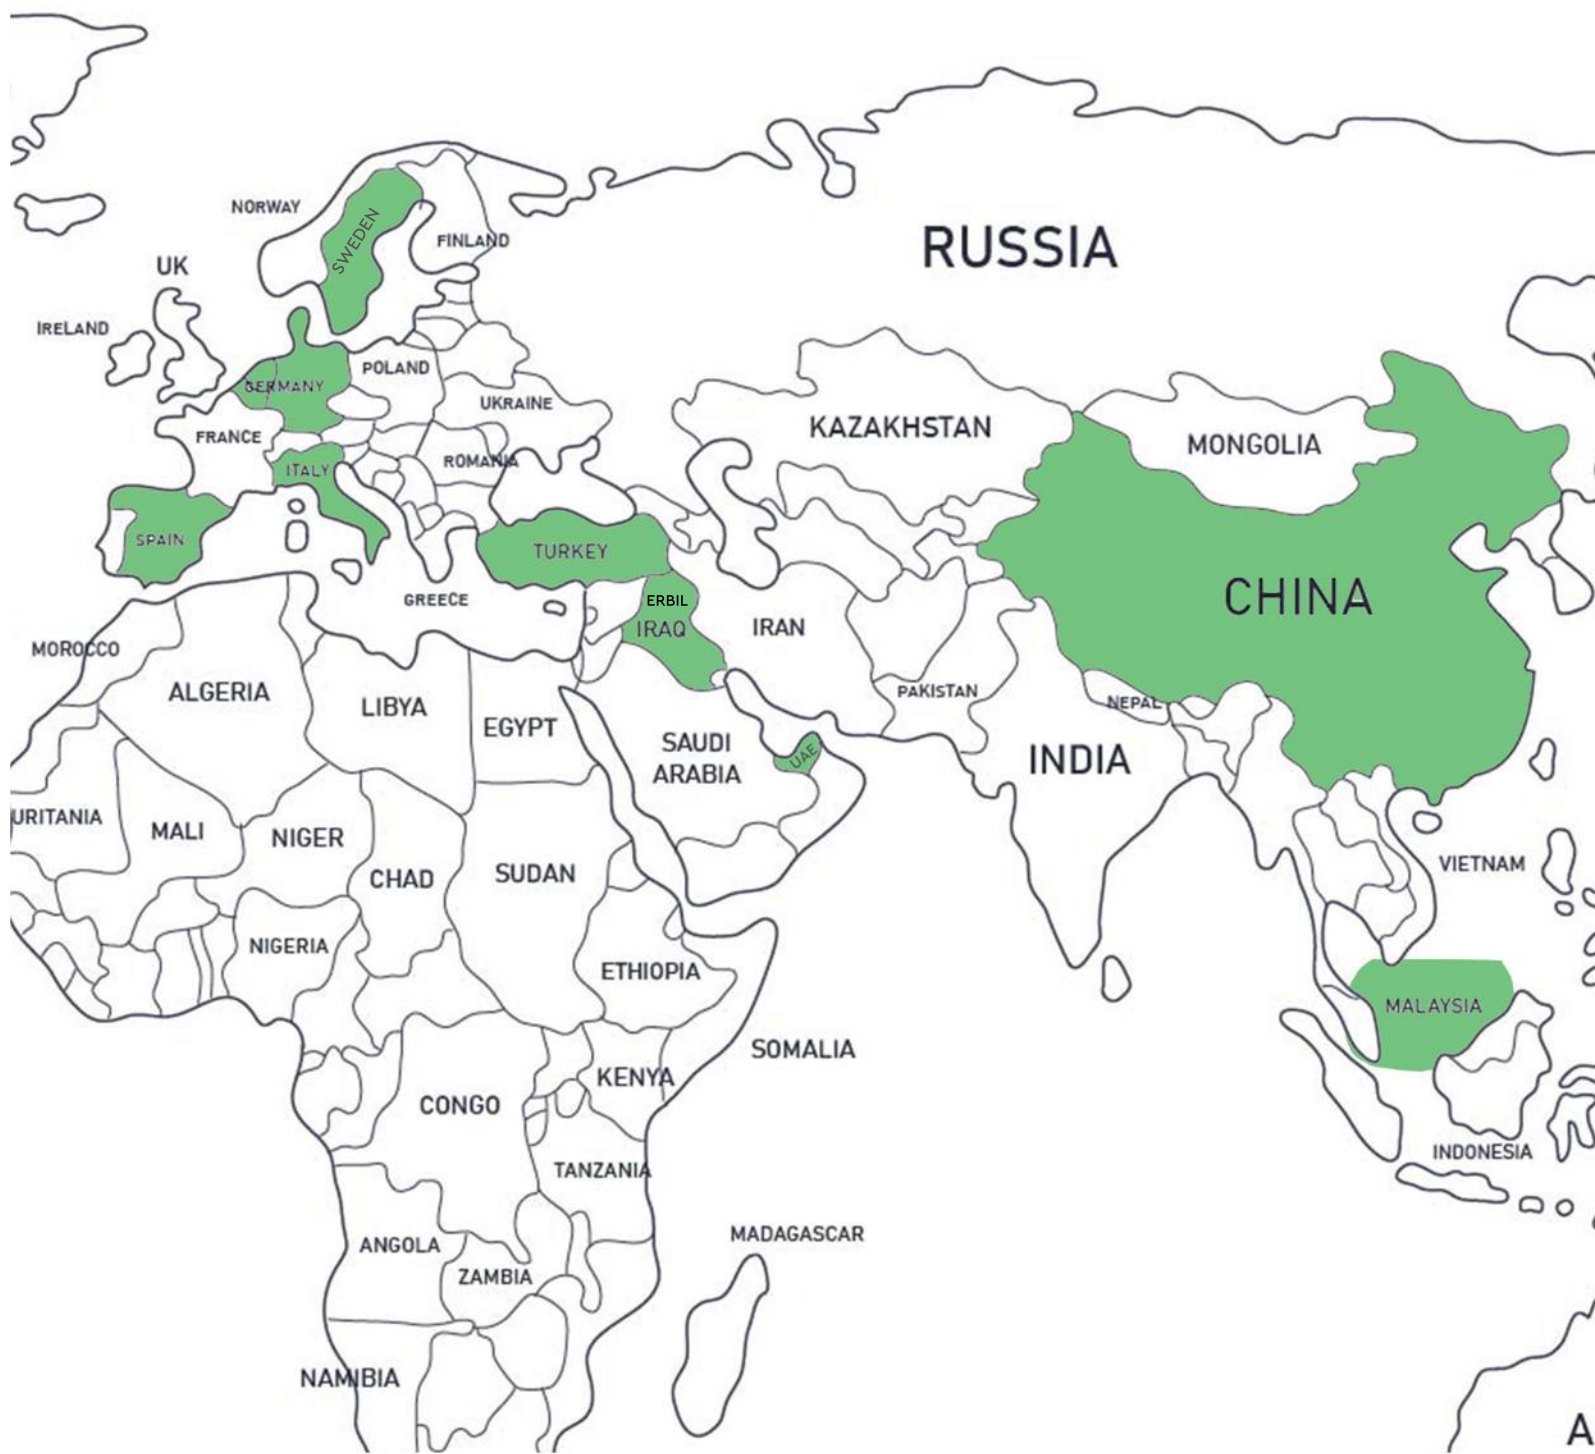 NORWAY
SWEDEN
FINLAND
RUSSIA
UK
IRELAND
GERMANY
POLAND
UKRAINE
FRANCE
KAZAKHSTAN
MONGOLIA
ITALY
ROMANIA
SPAIN
TURKEY
CHINA
GREECE
ERBIL
IRAQ
IRAN
MOROCCO
ALGERIA
LIBYA
EGYPT
PAKISTAN
NEPAL
SAUDI
ARABIA
UAE
INDIA
URITANIA
MALI
NIGER
CHAD
SUDAN
VIETNAM
NIGERIA
ETHIOPIA
MALAYSIA
SOMALIA
KENYA
CONGO
INDONESIA
TANZANIA
MADAGASCAR
ANGOLA
ZAMBIA
NAMIBIA
A